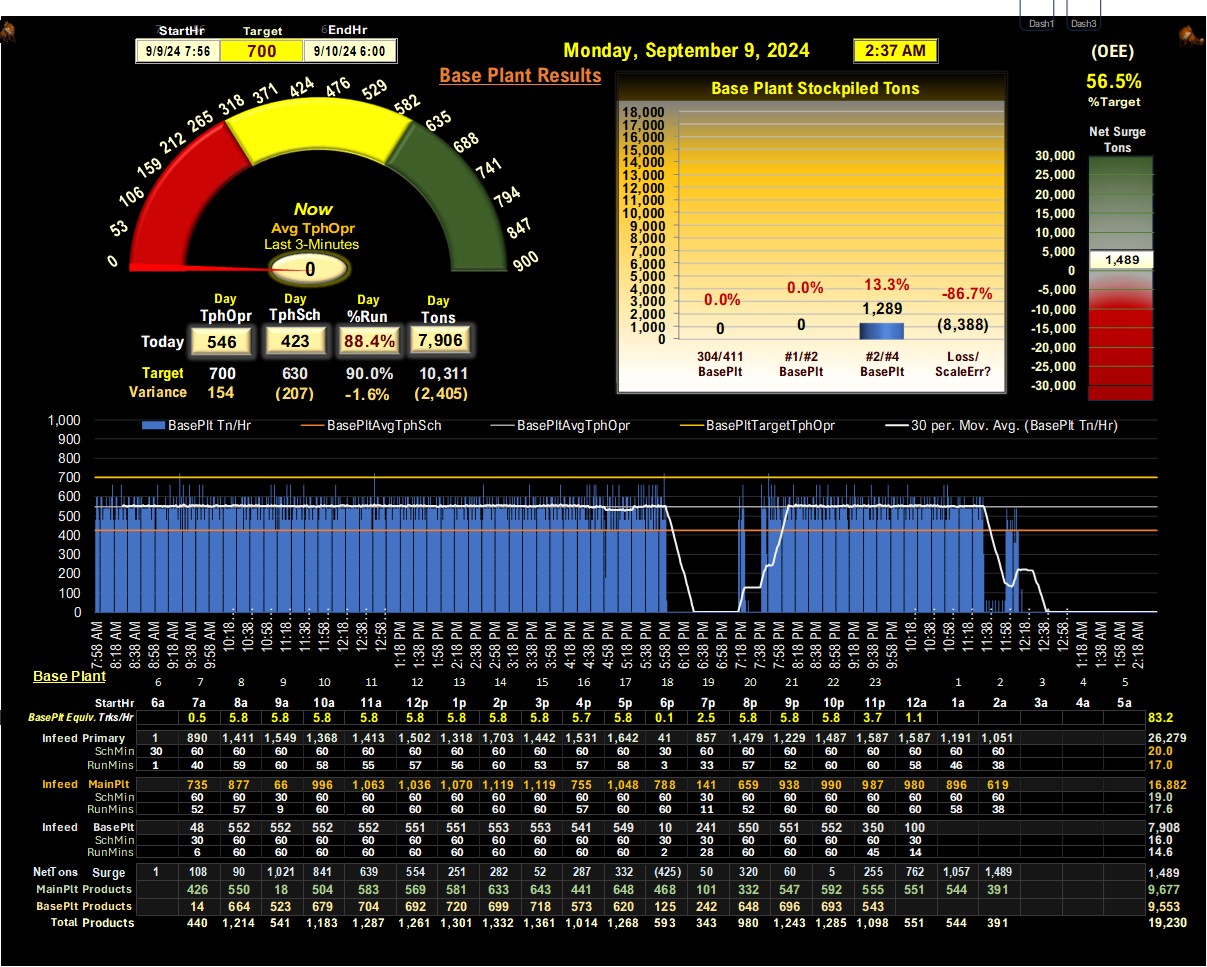 Dash1 Dash3
StartHr Target EndHr
9/9/24 7:56 700 9/10/24 6:00
Monday, September 9, 2024 2:37 AM
(OEE)
56.5%
%Target
Base Plant Results
0 53 106 159 212 265 318 371 424 476 529 582 635 688 741 794 847 900
Now
Avg TphOpr
Last 3-Minutes
0
Day Day Day Day
TphOpr TphSch %Run Tons
Today 546 423 88.4% 7,906
Target 700 630 90.0% 10,311
Variance 154 (207) -1.6% (2,405)
Base Plant Stockpiled Tons
18,000
17,000
16,000
15,000
14,000
13,000
12,000
11,000
10,000
9,000
8,000
7,000
6,000
5,000
4,000
3,000
2,000
1,000
0
0.0% 0.0% 13.3% -86.7%
0 0 1,289 (8,388)
304/411 #1/#2 #2/#4 Loss/
BasePlt BasePlt BasePlt ScaleErr?
Net Surge
Tons
30,000
25,000
20,000
15,000
10,000
5,000
0
-5,000
-10,000
-15,000
-20,000
-25,000
-30,000
1,489
BasePlt Tn/Hr BasePltAvgTphSch BasePltAvgTphOpr BasePltTargetTphOpr 30 per. Mov. Avg. (BasePlt Tn/Hr)
1,000
900
800
700
600
500
400
300
200
100
0
7:58 AM 8:18 AM 8:38 AM 8:58 AM 9:18 AM 9:38 AM 9:58 AM 10:18.. 10:38.. 10:58.. 11:18.. 11:38.. 11:58.. 12:18.. 12:38.. 12:58.. 1:18 PM 1:38 PM 1:58 PM 2:18 PM 2:38 PM 2:58 PM 3:18 PM 3:38 PM 3:58 PM 4:18 PM 4:38 PM 4:58 PM 5:18 PM 5:38 PM 5:58 PM 6:18 PM 6:38 PM 6:58 PM 7:18 PM 7:38 PM 7:58 PM 8:18 PM 8:38 PM 8:58 PM 9:18 PM 9:38 PM 9:58 PM 10:18.. 10:38.. 10:58.. 11:18.. 11:38.. 11:58.. 12:18.. 12:38.. 12:58.. 1:18 AM 1:38 AM 1:58 AM 2:18 AM
Base Plant
6 7 8 9 10 11 12 13 14 15 16 17 18 19 20 21 22 23 1 2 3 4 5
StartHr 6a 7a 8a 9a 10a 11a 12p 1p 2p 3p 4p 5p 6p 7p 8p 9p 10p 11p 12a 1a 2a 3a 4a 5a
BasePlt Equiv. Trks/Hr 0.5 5.8 5.8 5.8 5.8 5.8 5.8 5.8 5.8 5.7 5.8 0.1 2.5 5.8 5.8 5.8 3.7 1.1 83.2
Infeed Primary 1 890 1,411 1,549 1,368 1,413 1,502 1,318 1,703 1,442 1,531 1,642 41 857 1,479 1,229 1,487 1,587 1,587 1,191 1,051 26,279
SchMin 30 60 60 60 60 60 60 60 60 60 60 60 30 60 60 60 60 60 60 60 60 20.0
RunMins 1 40 59 60 58 55 57 56 60 53 57 58 3 33 57 52 60 60 58 46 38 17.0
Infeed MainPlt 735 877 66 996 1,063 1,036 1,070 1,119 1,119 755 1,048 788 141 659 938 990 987 980 896 619 16,882
SchMin 60 60 30 60 60 60 60 60 60 60 60 60 30 60 60 60 60 60 60 60 19.0
RunMins 52 57 9 60 60 60 60 60 60 57 60 60 11 52 60 60 60 60 58 38 17.6
Infeed BasePlt 48 552 552 552 552 551 551 553 553 541 549 10 241 550 551 552 350 100 7,908
SchMin 30 60 60 60 60 60 60 60 60 60 60 30 30 60 60 60 60 30 16.0
RunMins 6 60 60 60 60 60 60 60 60 60 60 2 28 60 60 60 45 14 14.6
NetTons Surge 1 108 90 1,021 841 639 554 251 282 52 287 332 (425) 50 320 60 5 255 762 1,057 1,489 1,489
MainPlt Products 426 550 18 504 583 569 581 633 643 441 648 468 101 332 547 592 555 551 544 391 9,677
BasePlt Products 14 664 523 679 704 692 720 699 718 573 620 125 242 648 696 693 543 9,553
Total Products 440 1,214 541 1,183 1,287 1,261 1,301 1,332 1,361 1,014 1,268 593 343 980 1,243 1,285 1,098 551 544 391 19,230